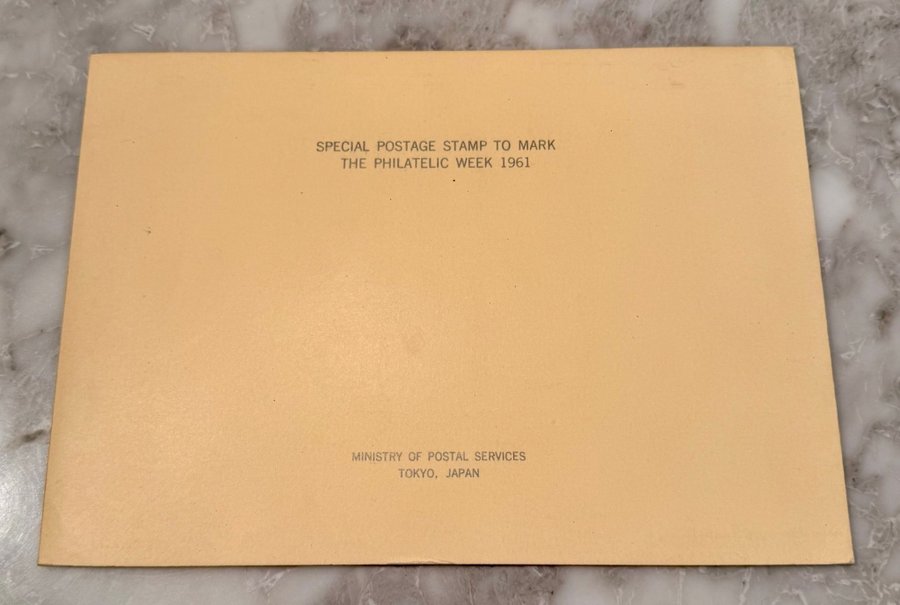 SPECIAL POSTAGE STAMP TO MARK
THE PHILATELIC WEEK 1961
MINISTRY OF POSTAL SERVICES
TOKYO, JAPAN